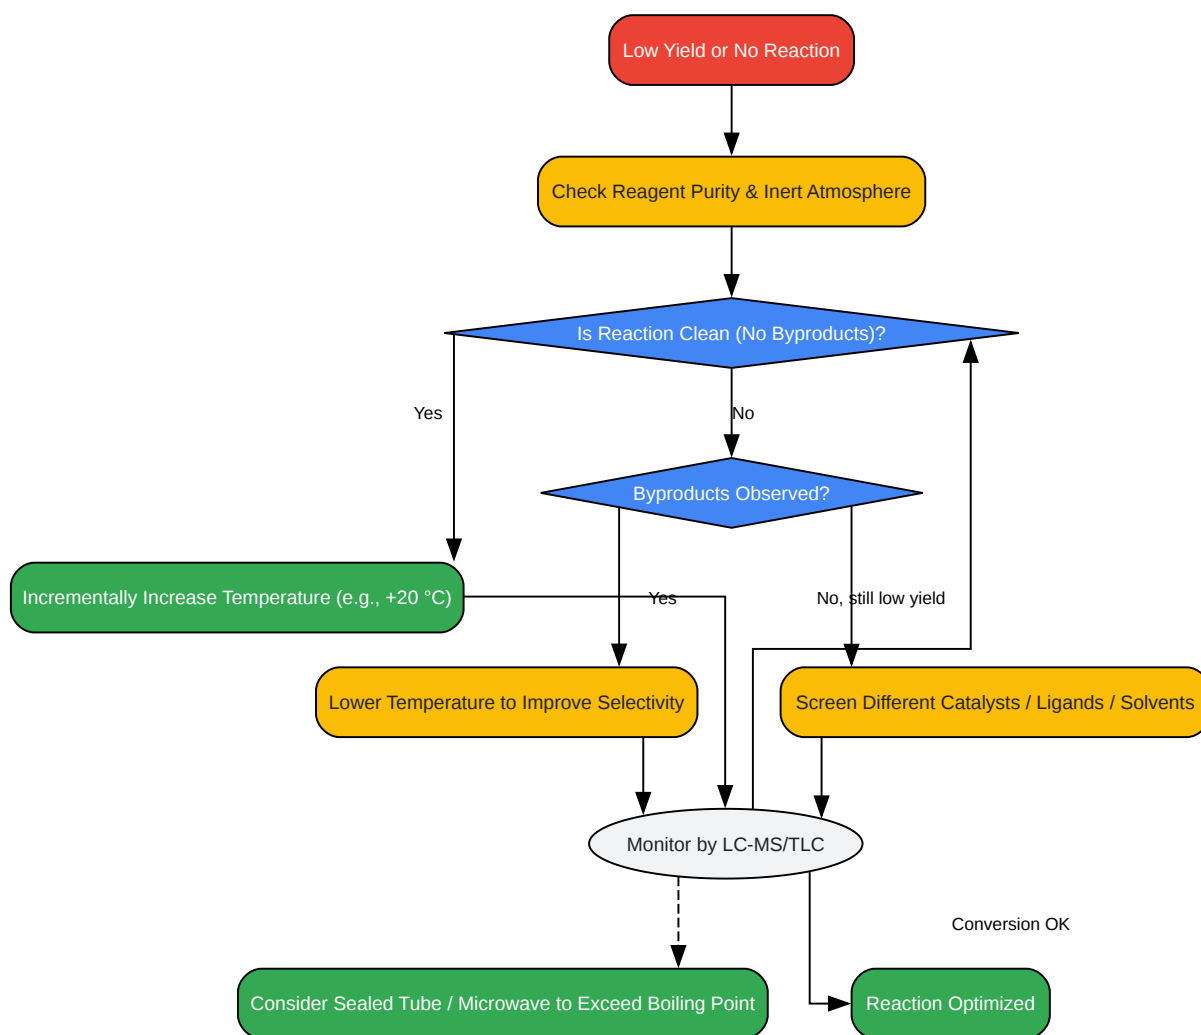 Low Yield or No Reaction
Check Reagent Purity & Inert Atmosphere
Is Reaction Clean (No Byproducts)?
Yes
No
Byproducts Observed?
Incrementally Increase Temperature (e.g., +20 °C)
Yes
No, still low yield
Lower Temperature to Improve Selectivity
Screen Different Catalysts / Ligands / Solvents
Monitor by LC-MS/TLC
Conversion OK
Consider Sealed Tube / Microwave to Exceed Boiling Point
Reaction Optimized